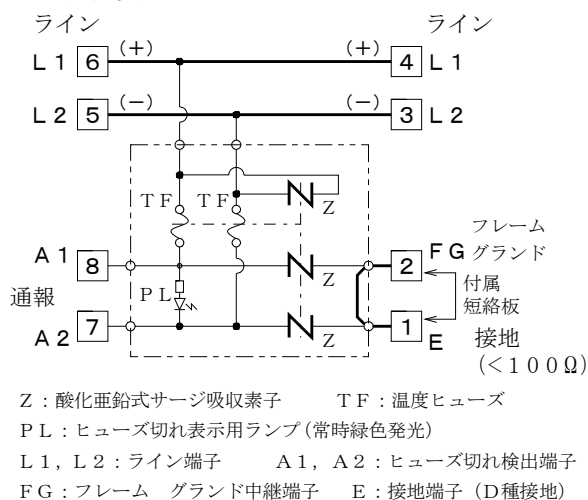 ライン ライン
L1 6 (+) (+) 4 L1
L2 5 (−) (−) 3 L2
TF TF Z
フレーム
A1 8 Z 2 FG グランド
通報 PL 付属
短絡板
A2 7 Z 1 E 接地
(<100Ω)
Z:酸化亜鉛式サージ吸収素子 TF:温度ヒューズ
PL:ヒューズ切れ表示用ランプ(常時緑色発光)
L1,L2:ライン端子 A1,A2:ヒューズ切れ検出端子
FG:フレーム グランド中継端子 E:接地端子(D種接地)